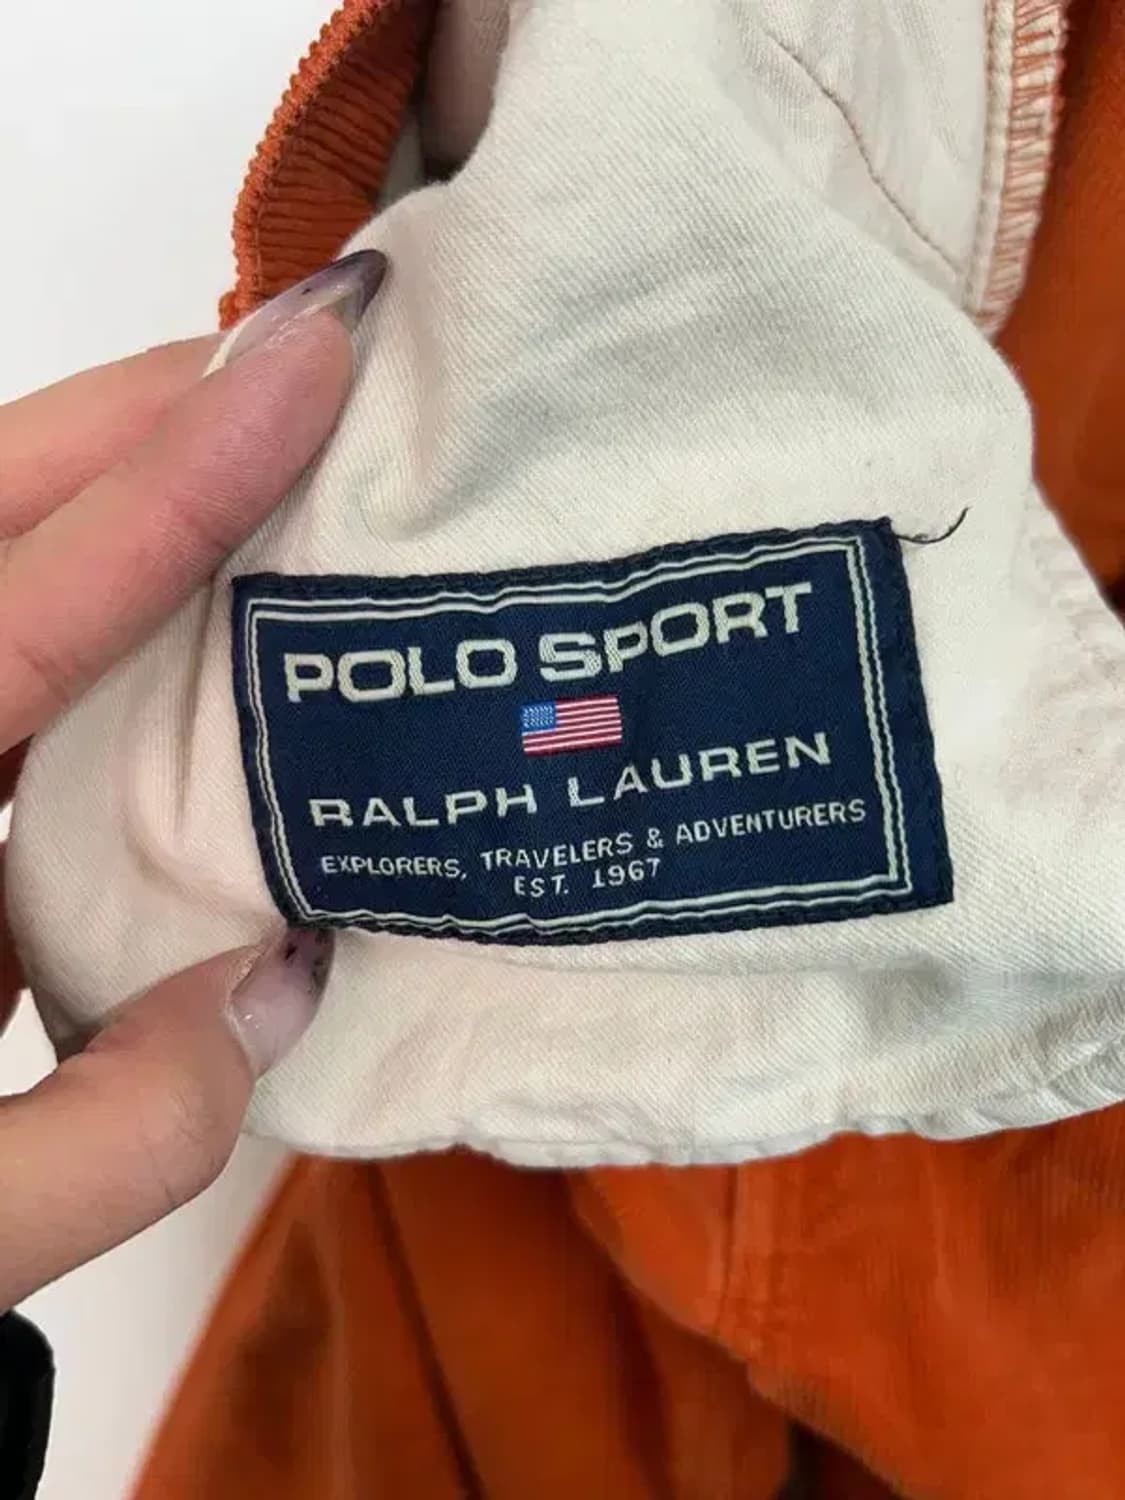 POLO SPORT
RALPH LAUREN
EXPLORERS, TRAVELERS & ADVENTURERS
EST. 1967